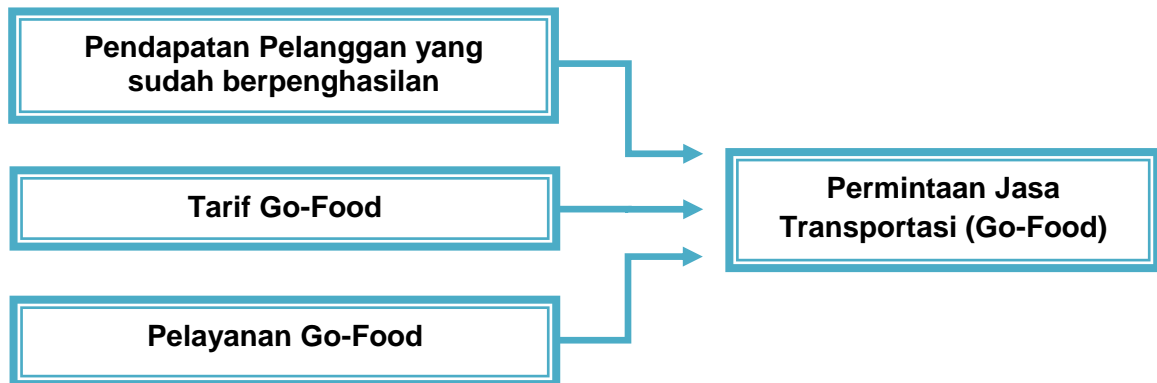 Pendapatan Pelanggan yang
sudah berpenghasilan
Tarif Go-Food
Pelayanan Go-Food
Permintaan Jasa
Transportasi (Go-Food)